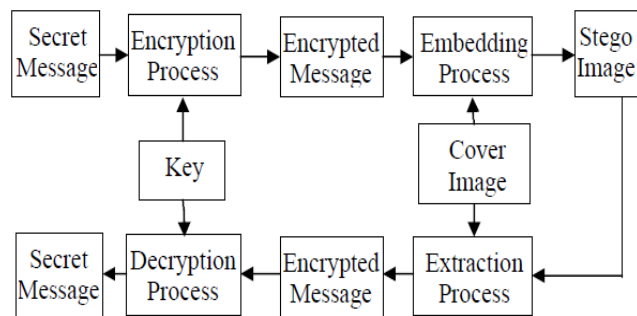 Secret
Message
Encryption
Process
Encrypted
Message
Embedding
Process
Stego
Image
Key
Cover
Image
Secret
Message
Decryption
Process
Encrypted
Message
Extraction
Process